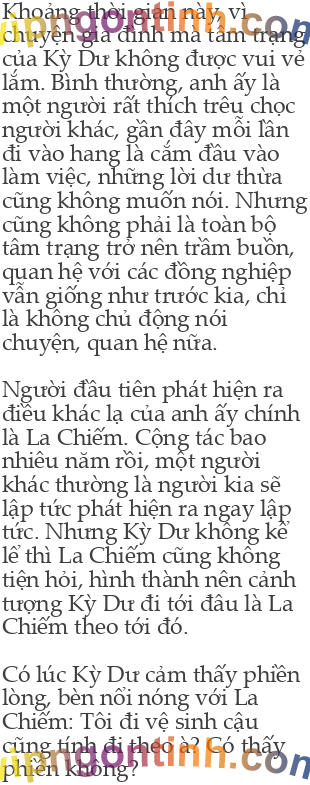 Khoảng thời gian này, vì
chuyện gia đình mà tâm trạng
của Kỳ Dư không được vui vẻ
lắm. Bình thường, anh ấy là
một người rất thích trêu chọc
người khác, gần đây mỗi lần
đi vào hang là cắm đầu vào
làm việc, những lời dư thừa
cũng không muốn nói. Nhưng
cũng không phải là toàn bộ
tâm trạng trở nên trầm buồn,
quan hệ với các đồng nghiệp
vẫn giống như trước kia, chỉ
là không chủ động nói
chuyện, quan hệ nữa.
Người đầu tiên phát hiện ra
điều khác lạ của anh ấy chính
là La Chiếm. Cộng tác bao
nhiêu năm rồi, một người
khác thường là người kia sẽ
lập tức phát hiện ra ngay lập
tức. Nhưng Kỳ Dư không kể
lể thì La Chiếm cũng không
tiện hỏi, hình thành nên cảnh
tượng Kỳ Dư đi tới đâu là La
Chiếm theo tới đó.
Có lúc Kỳ Dư cảm thấy phiền
lòng, bèn nổi nóng với La
Chiếm: Tôi đi vệ sinh cậu
cũng tính đi theo à? Có thấy
phiền không?